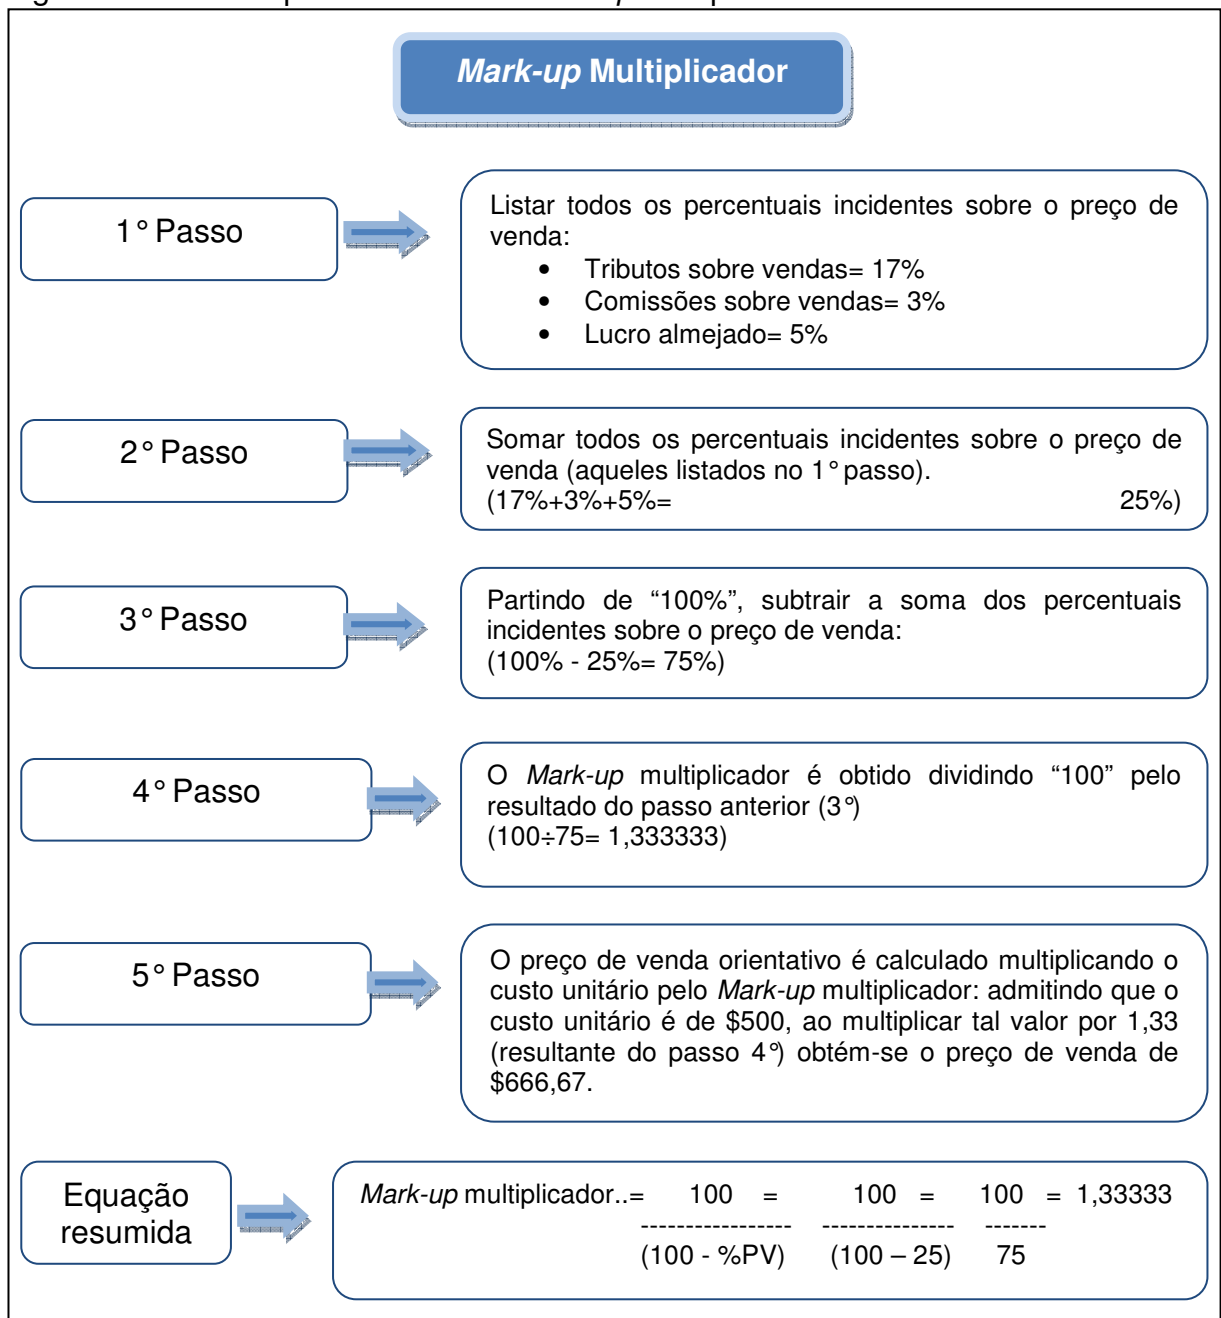 Mark-up Multiplicador
1° Passo
Listar todos os percentuais incidentes sobre o preço de
venda:
• Tributos sobre vendas= 17%
• Comissões sobre vendas= 3%
• Lucro almejado= 5%
2° Passo
Somar todos os percentuais incidentes sobre o preço de
venda (aqueles listados no 1° passo).
(17%+3%+5%= 25%)
3° Passo
Partindo de “100%”, subtrair a soma dos percentuais
incidentes sobre o preço de venda:
(100% - 25%= 75%)
4° Passo
O Mark-up multiplicador é obtido dividindo “100” pelo
resultado do passo anterior (3°)
(100÷75= 1,333333)
5° Passo
O preço de venda orientativo é calculado multiplicando o
custo unitário pelo Mark-up multiplicador: admitindo que o
custo unitário é de $500, ao multiplicar tal valor por 1,33
(resultante do passo 4°) obtém-se o preço de venda de
$666,67.
Equação
resumida
Mark-up multiplicador..= 100 = 100 = 100 = 1,33333
----------------- --------------- -------
(100 - %PV) (100 – 25) 75